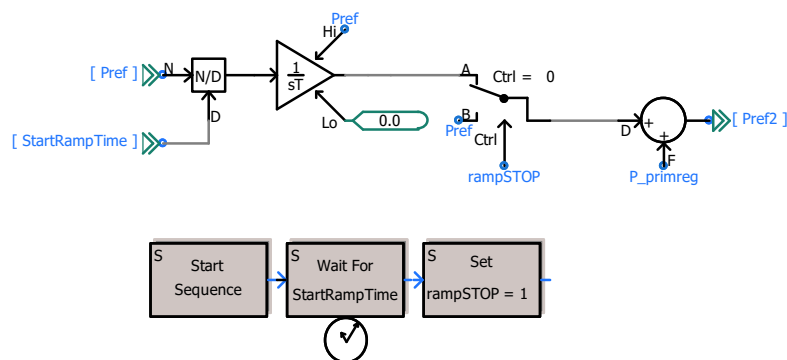 Pref
Hi
[ Pref ]
N
N/D
1
sT
A
Ctrl = 0
D
Lo
0.0
B
Pref
Ctrl
D
+
+
[ Pref2 ]
[ StartRampTime ]
F
rampSTOP
P_primreg
S
Start
Sequence
S
Wait For
StartRampTime
S
Set
rampSTOP = 1